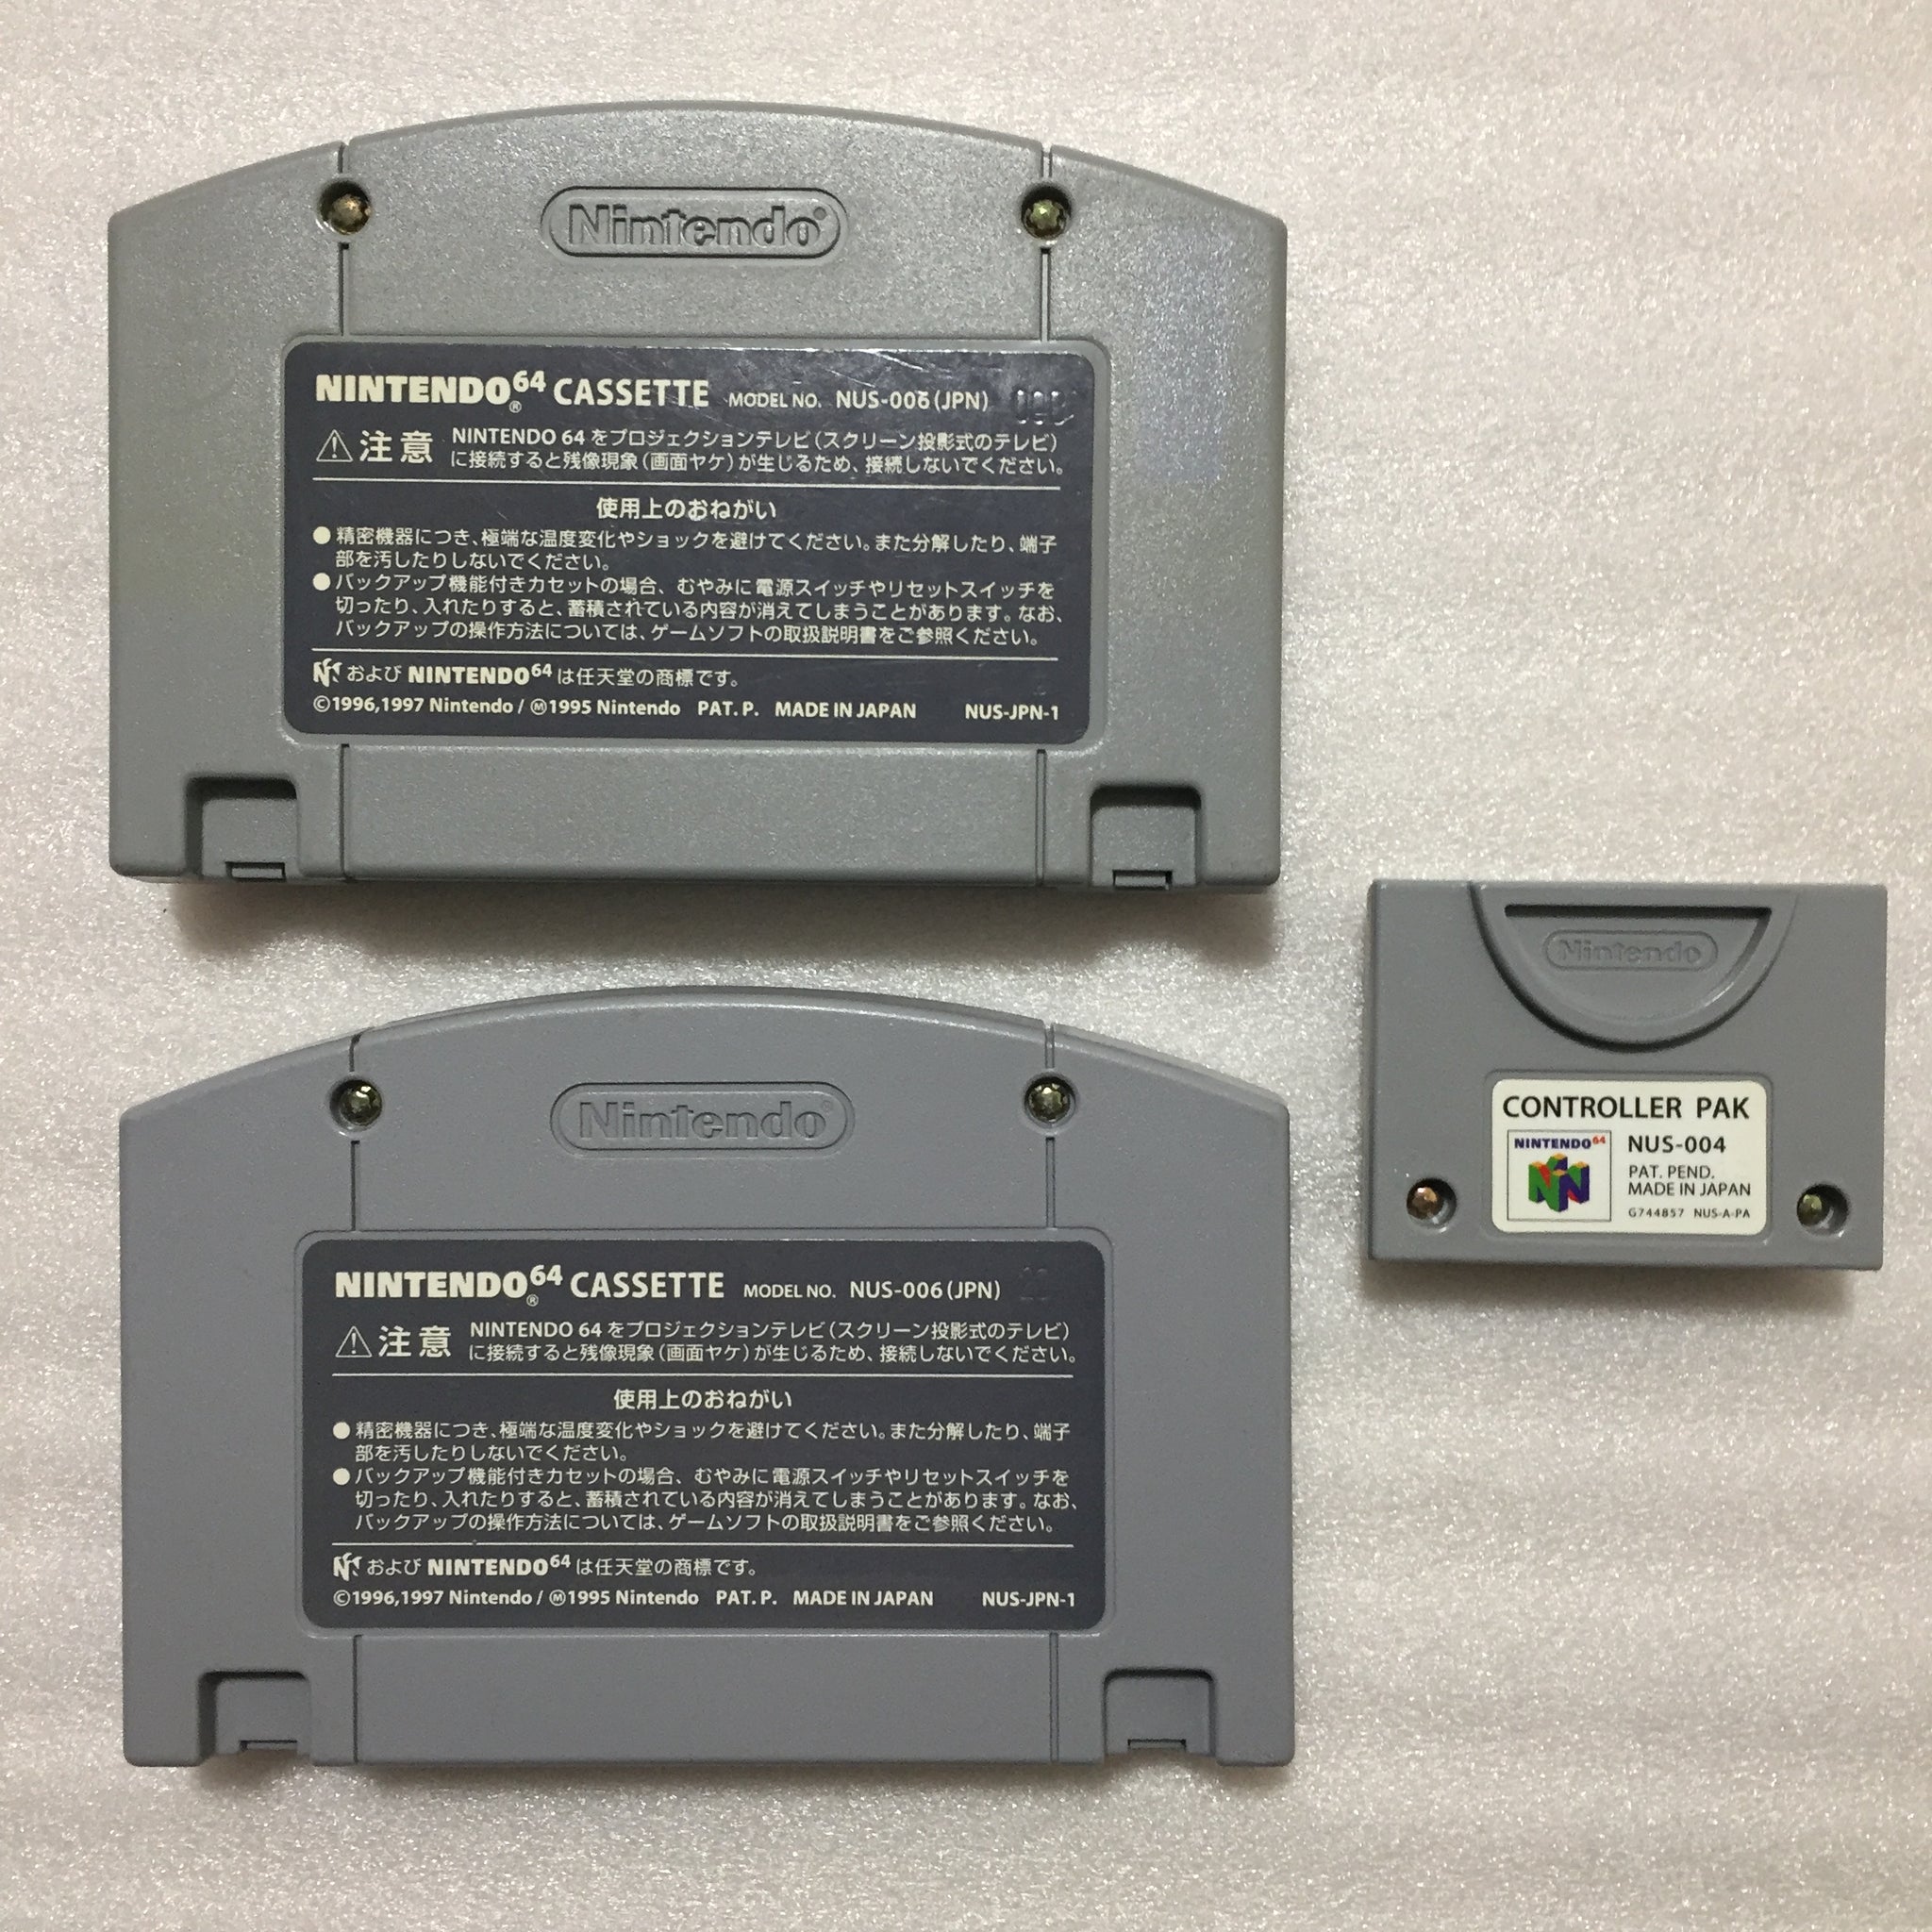 Nintendo®
NINTENDO64® CASSETTE MODEL NO. NUS-006(JPN)
⚠注意 NINTENDO 64 をプロジェクションテレビ(スクリーン投影式のテレビ)
に接続すると残像現象(画面ヤケ)が生じるため、接続しないでください。
使用上のおねがい
●精密機器につき、極端な温度変化やショックを避けてください。また分解したり、端子
部を汚したりしないでください。
●バックアップ機能付きカセットの場合、むやみに電源スイッチやリセットスイッチを
切ったり、入れたりすると、蓄積されている内容が消えてしまうことがあります。なお、
バックアップの操作方法については、ゲームソフトの取扱説明書をご参照ください。
および NINTENDO64 は任天堂の商標です。
©1996,1997 Nintendo / Ⓜ1995 Nintendo PAT. P. MADE IN JAPAN NUS-JPN-1
Nintendo®
NINTENDO64® CASSETTE MODEL NO. NUS-006(JPN)
⚠注意 NINTENDO 64 をプロジェクションテレビ(スクリーン投影式のテレビ)
に接続すると残像現象(画面ヤケ)が生じるため、接続しないでください。
使用上のおねがい
●精密機器につき、極端な温度変化やショックを避けてください。また分解したり、端子
部を汚したりしないでください。
●バックアップ機能付きカセットの場合、むやみに電源スイッチやリセットスイッチを
切ったり、入れたりすると、蓄積されている内容が消えてしまうことがあります。なお、
バックアップの操作方法については、ゲームソフトの取扱説明書をご参照ください。
および NINTENDO64 は任天堂の商標です。
©1996,1997 Nintendo / Ⓜ1995 Nintendo PAT. P. MADE IN JAPAN NUS-JPN-1
Nintendo
CONTROLLER PAK
NINTENDO64
NUS-004
PAT. PEND.
MADE IN JAPAN
G744857 NUS-A-PA